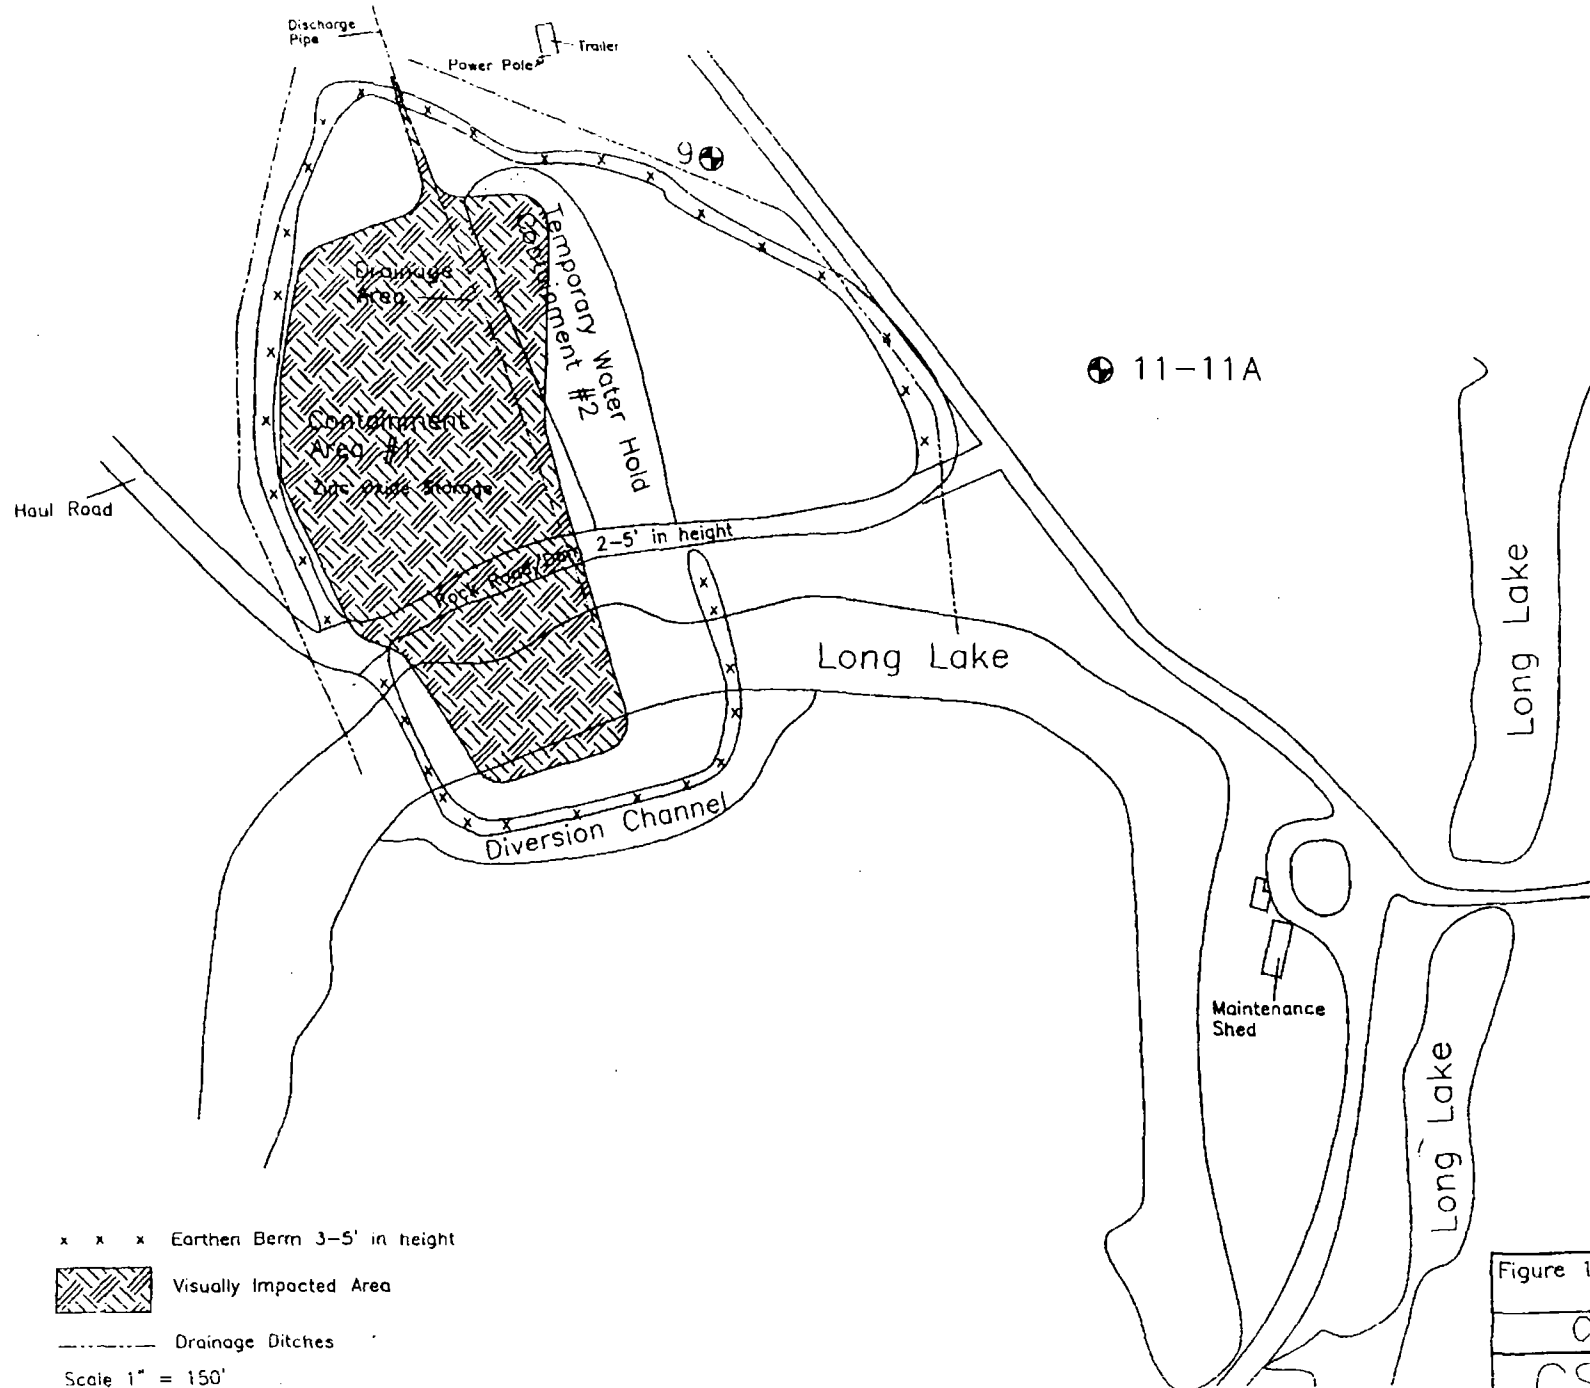 Discharge
Pipe
Trailer
Power Pole
9
Temporary Water Hold
Containment #2
Drainage
Area
11-11A
Containment
Area #1
Zinc Oxide Storage
Haul Road
Rock Road/Dam 2-5' in height
Long Lake
Long Lake
Diversion Channel
Maintenance
Shed
Long Lake
x x x Earthen Berm 3-5' in height
Visually Impacted Area
Drainage Ditches
Scale 1" = 150'
Figure 1